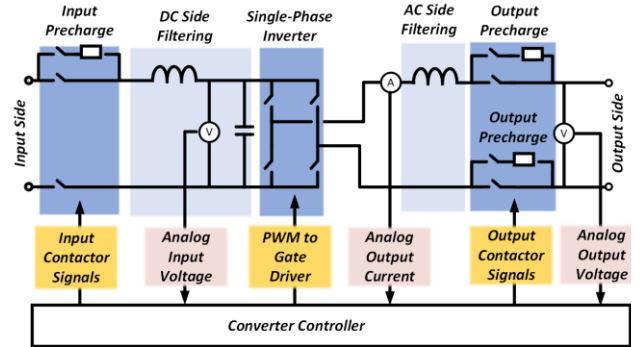 Input
Precharge
DC Side
Filtering
Single-Phase
Inverter
AC Side
Filtering
Output
Precharge
Input Side
V
A
Output
Precharge
V
Output Side
Input
Contactor
Signals
Analog
Input
Voltage
PWM to
Gate
Driver
Analog
Output
Current
Output
Contactor
Signals
Analog
Output
Voltage
Converter Controller